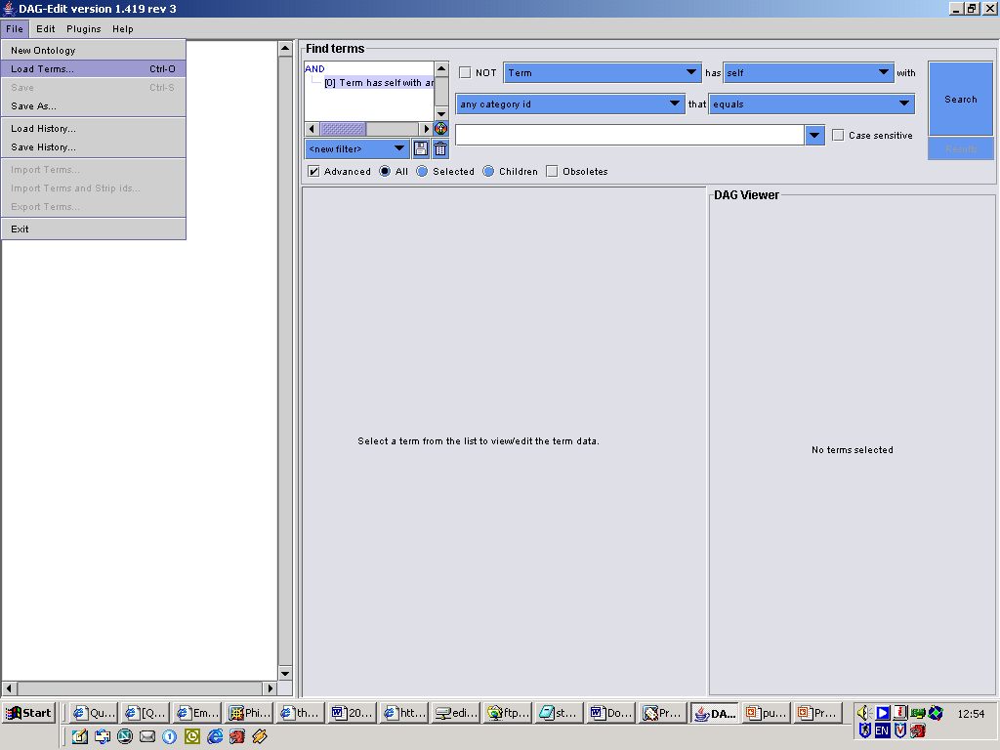 DAG-Edit version 1.419 rev 3
File Edit Plugins Help
New Ontology
Load Terms... Ctrl-O
Save Ctrl-S
Save As...
Load History...
Save History...
Import Terms...
Import Terms and Strip ids...
Export Terms...
Exit
Find terms
AND
[0] Term has self with an
NOT Term has self with
any category id that equals
Case sensitive
Search
<new filter>
Advanced All Selected Children Obsoletes
Select a term from the list to view/edit the term data.
DAG Viewer
No terms selected
Start Qu... [Q... Em... Phi... th... 20... htt... edi... ftp... st... Do... Pr... DA... pu... Pr... 12:54
EN